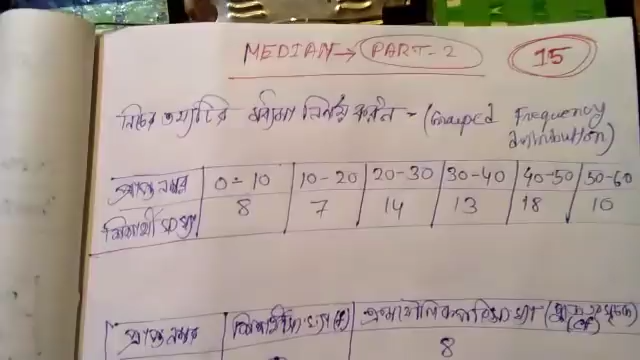 MEDIAN → PART-2 15
নিচের তথ্যটির মধ্যমা নির্ণয় করুন - (Grouped Frequency
distribution)
প্রাপ্ত নম্বর 0-10 10-20 20-30 30-40 40-50 50-60
শিক্ষার্থী সংখ্যা 8 7 14 13 18 10
প্রাপ্ত নম্বর শিক্ষার্থী সংখ্যা (f) (cf)
8